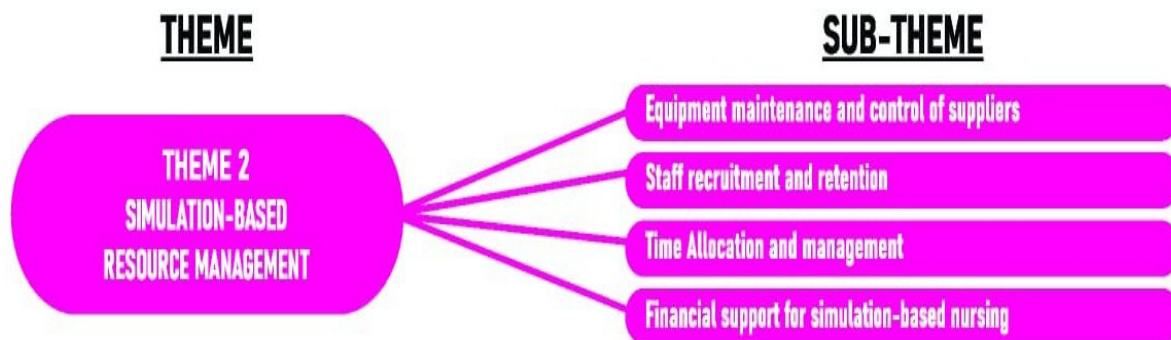 THEME
SUB-THEME
THEME 2
SIMULATION-BASED
RESOURCE MANAGEMENT
Equipment maintenance and control of suppliers
Staff recruitment and retention
Time Allocation and management
Financial support for simulation-based nursing